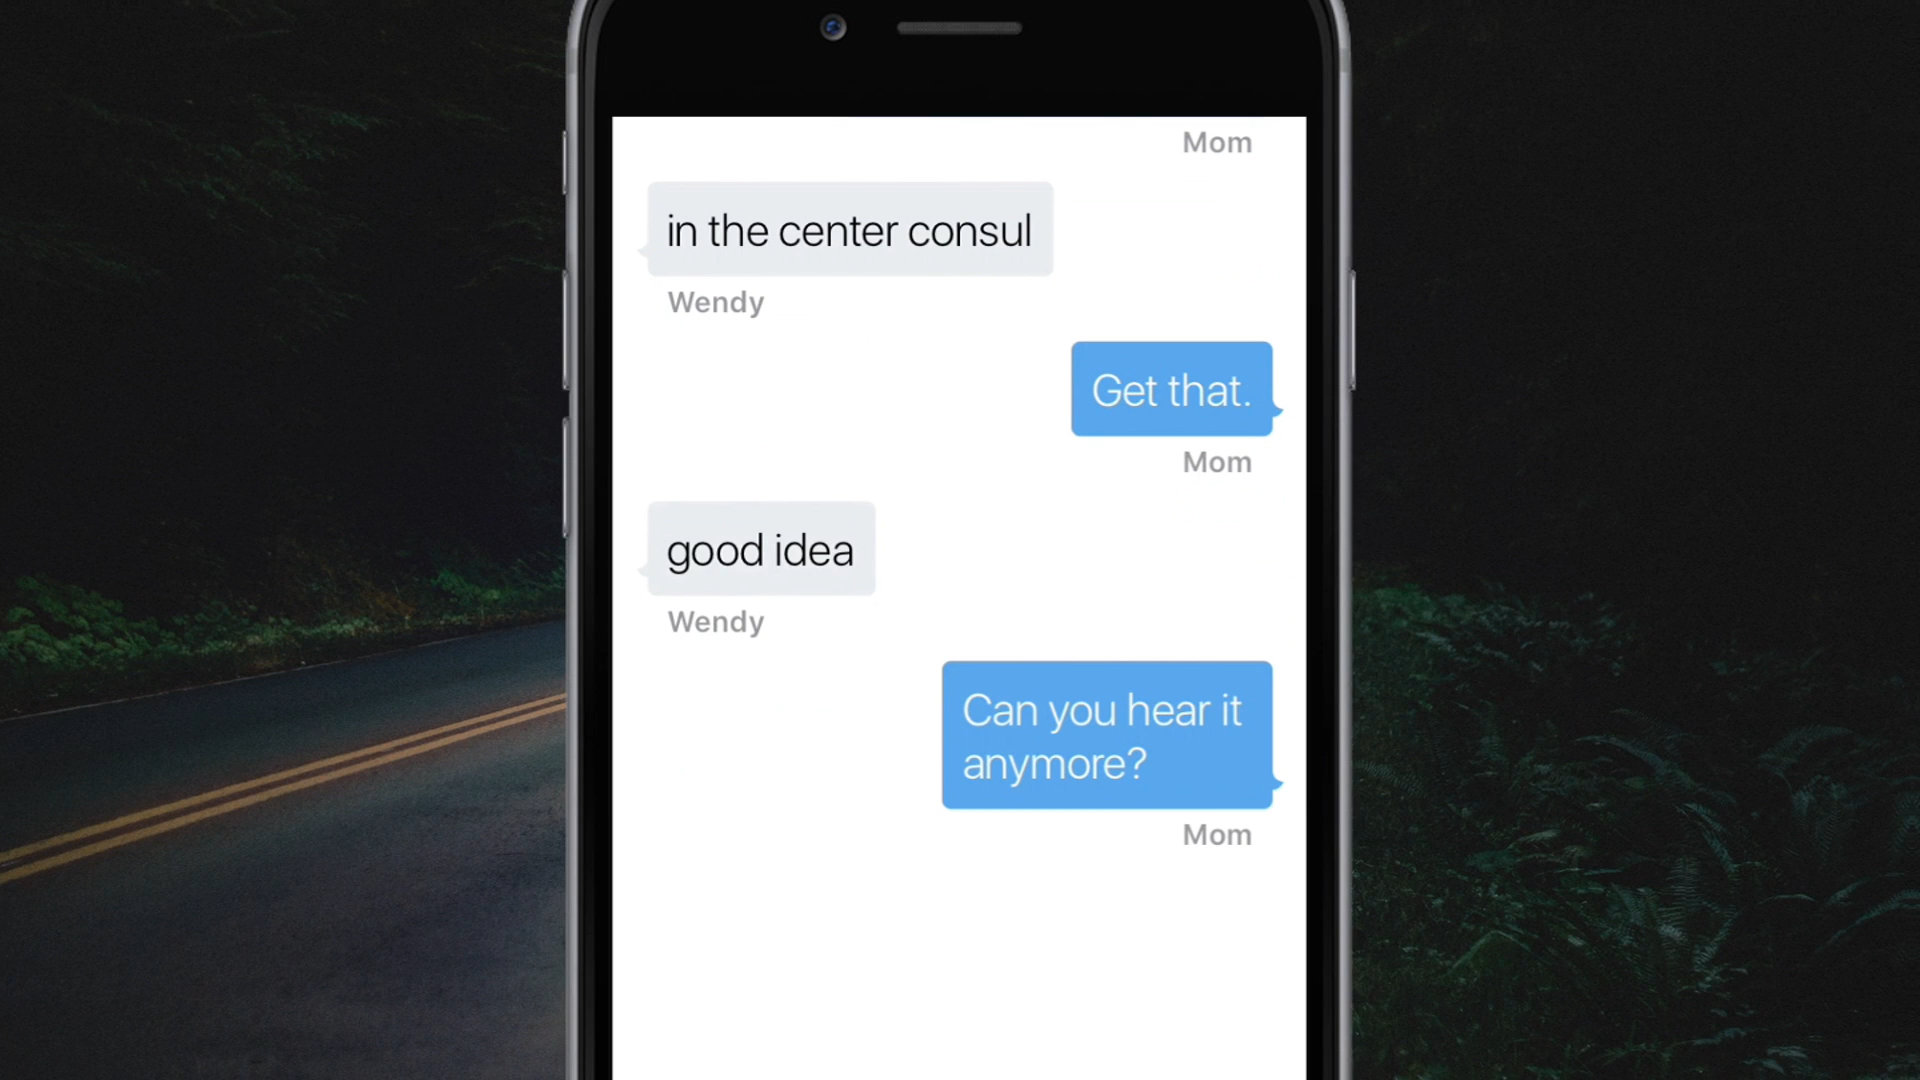 Mom
in the center consul
Wendy
Get that.
Mom
good idea
Wendy
Can you hear it
anymore?
Mom